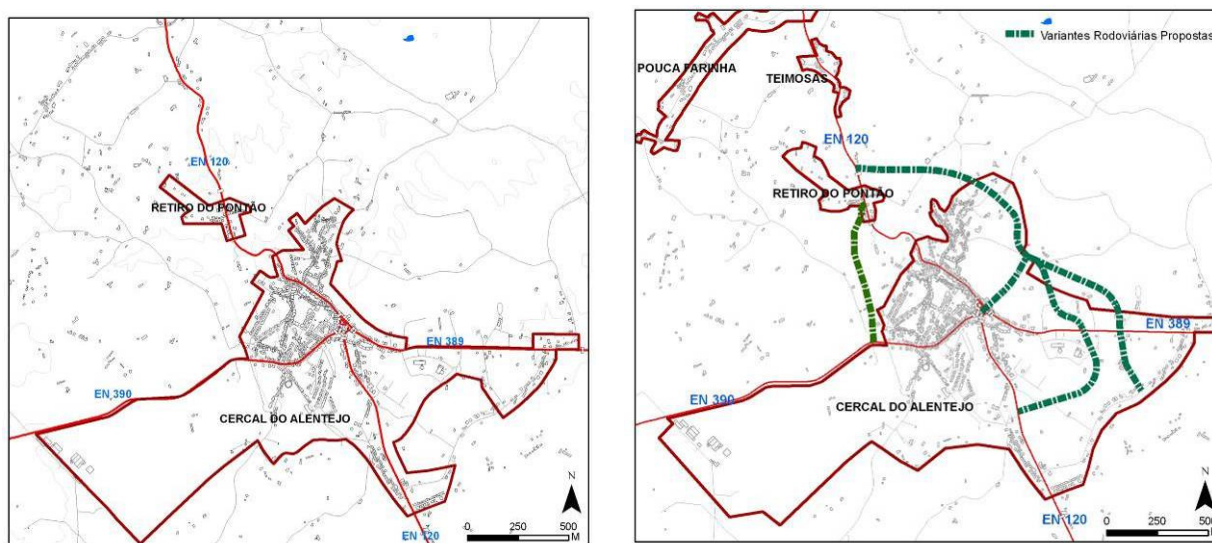 EN 120
RETIRO DO PONTÃO
EN 389
EN 390
CERCAL DO ALENTEJO
EN 120
N
0 250 500
M
Variantes Rodoviárias Propostas
POUCA FARINHA
TEIMOSAS
EN 120
RETIRO DO PONTÃO
EN 389
EN 390
CERCAL DO ALENTEJO
EN 120
N
0 250 500